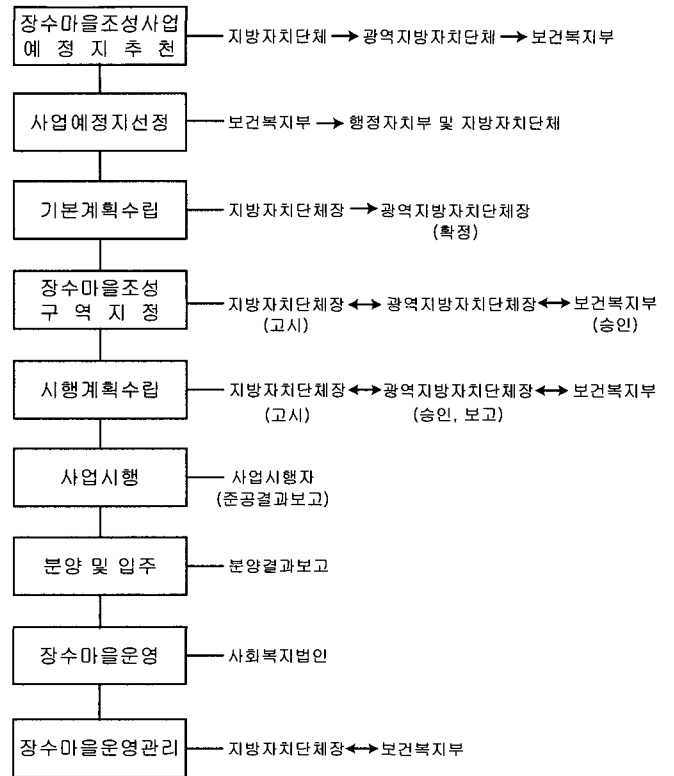 장수마을조성사업
예 정 지 추 천
지방자치단체 → 광역지방자치단체 → 보건복지부
사업예정지선정
보건복지부 → 행정자치부 및 지방자치단체
기본계획수립
지방자치단체장 → 광역지방자치단체장
(확정)
장수마을조성
구 역 지 정
지방자치단체장 ↔ 광역지방자치단체장 ↔ 보건복지부
(고시) (승인)
시행계획수립
지방자치단체장 ↔ 광역지방자치단체장 ↔ 보건복지부
(고시) (승인, 보고)
사업시행
사업시행자
(준공결과보고)
분양 및 입주
분양결과보고
장수마을운영
사회복지법인
장수마을운영관리
지방자치단체장 ↔ 보건복지부